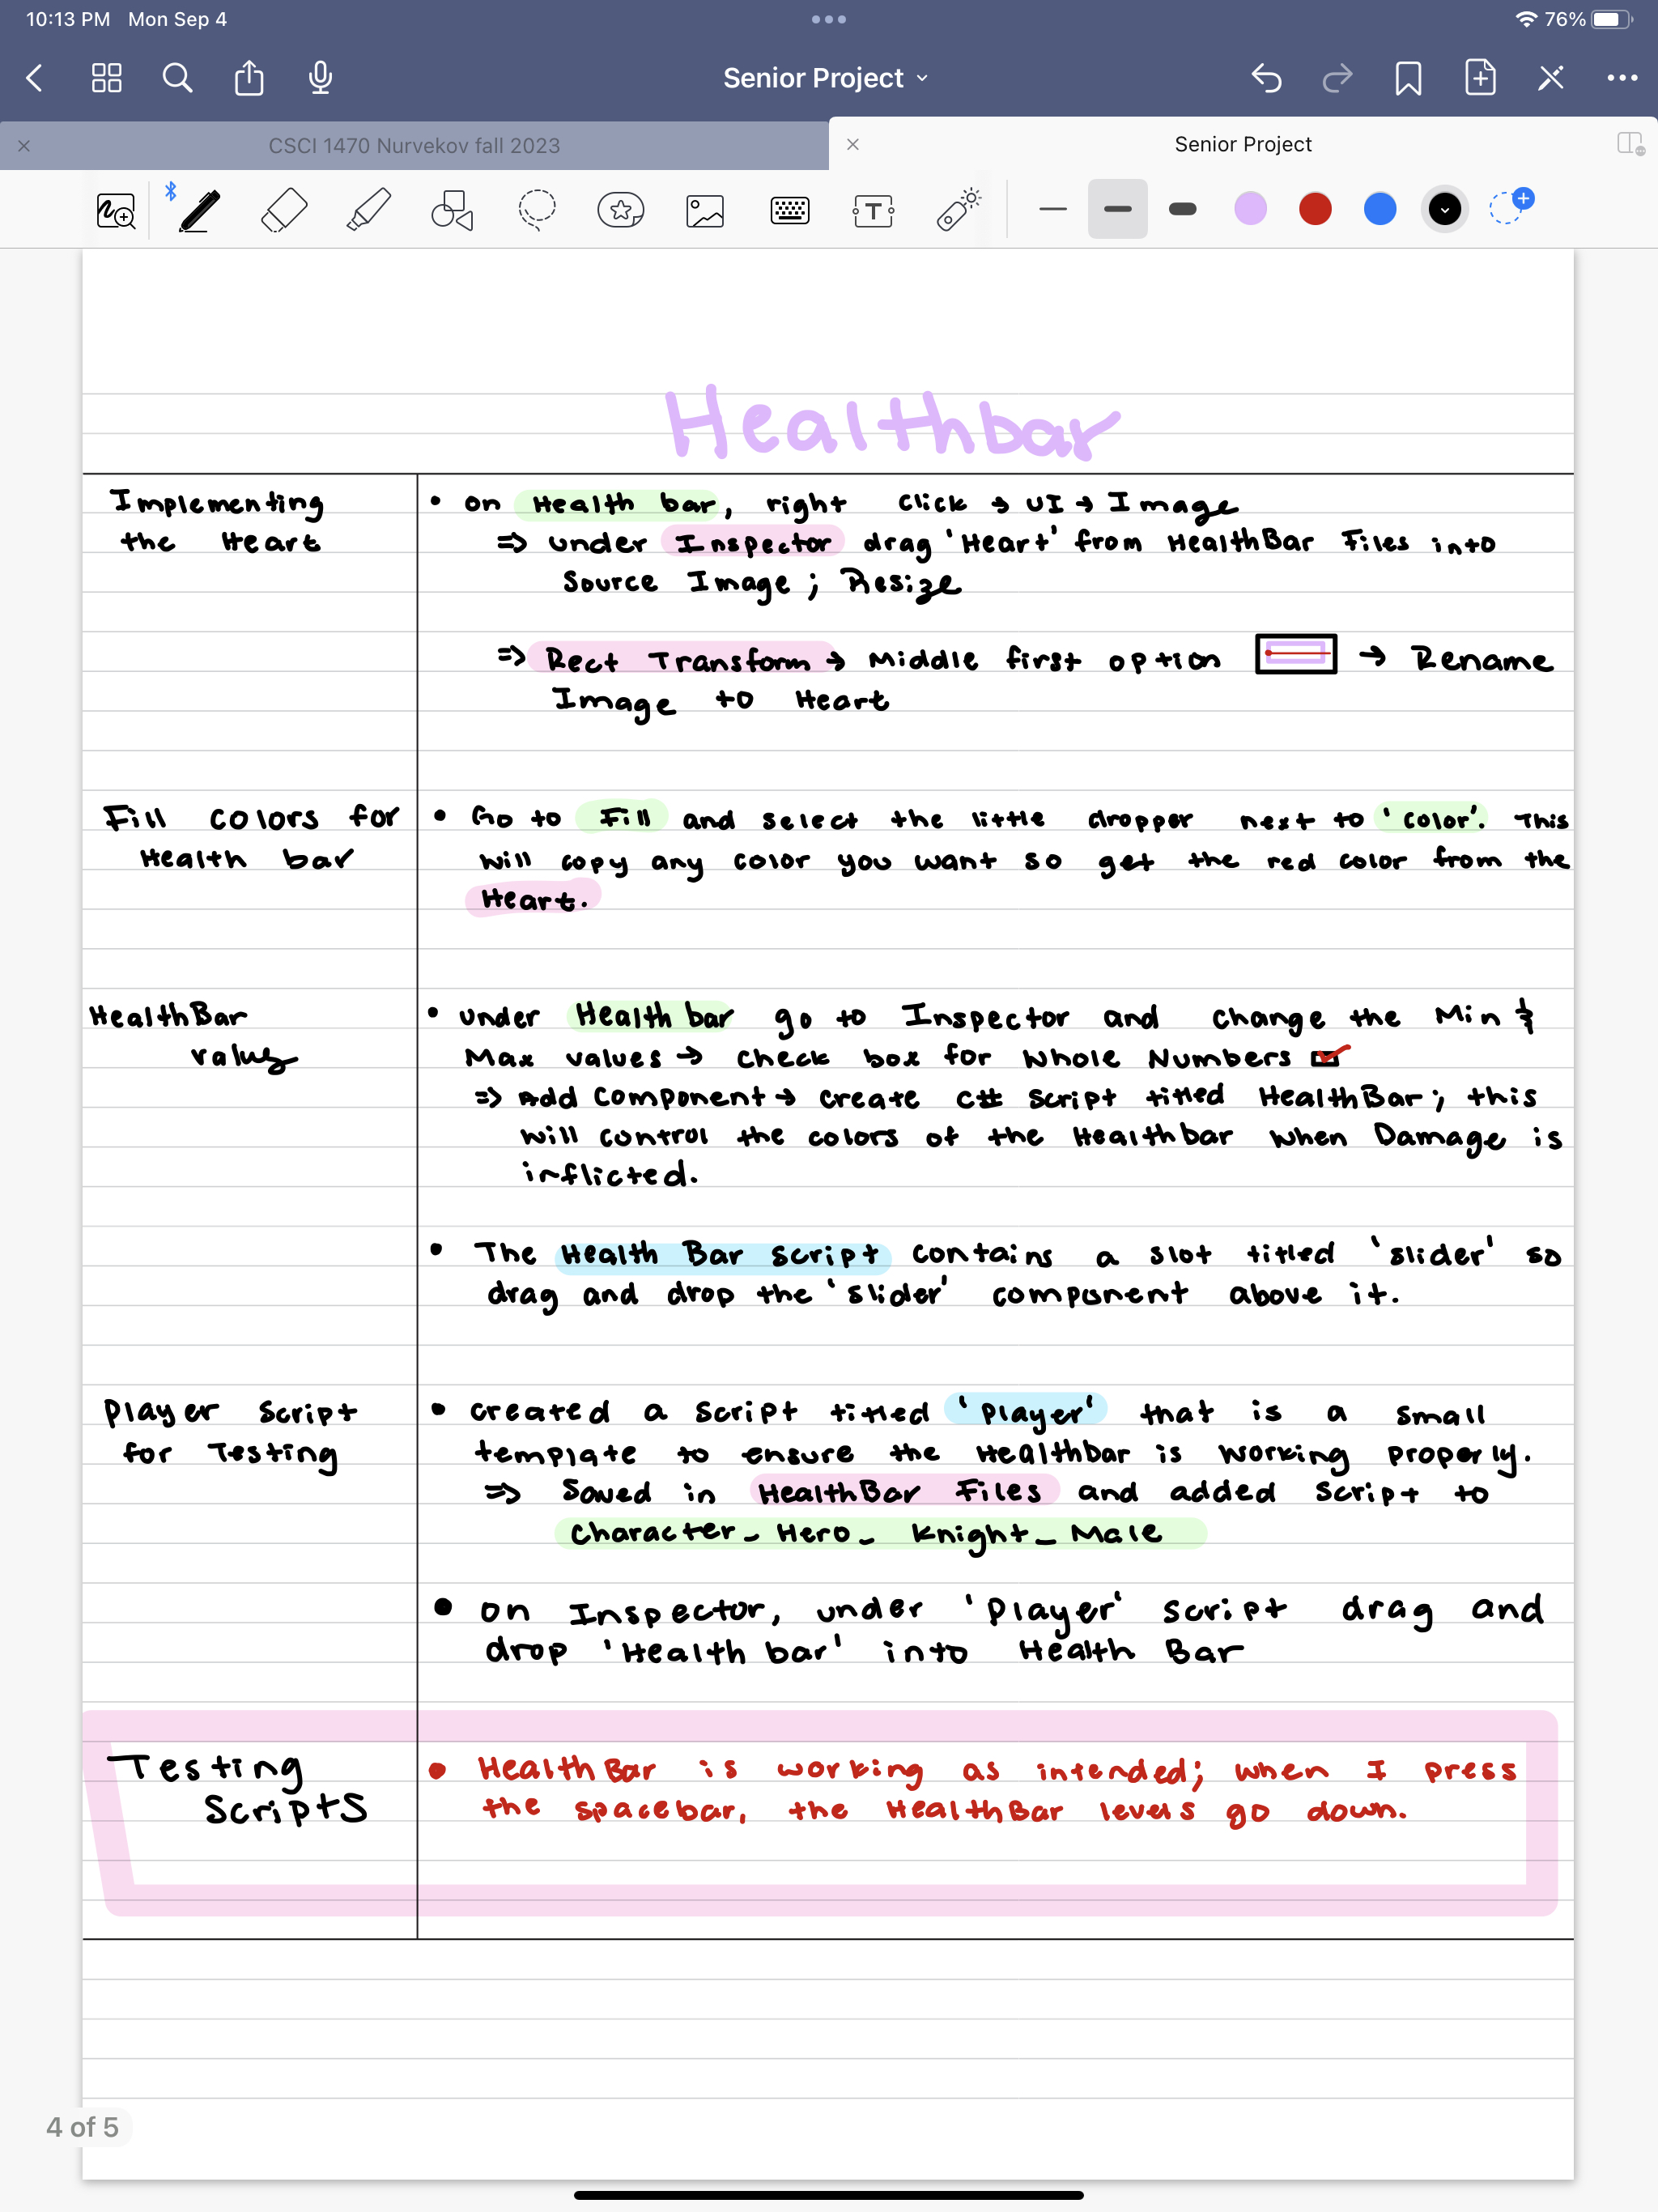 10:13 PM Mon Sep 4
76%
Senior Project
CSCI 1470 Nurvekov fall 2023
Senior Project
T
Healthbar
Implementing
the Heart
• on Health bar, right click → UI → Image
⇒ under Inspector drag 'Heart' from HealthBar Files into
Source Image ; Resize
⇒ Rect Transform → Middle first option → Rename
Image to Heart
Fill colors for
Health bar
• Go to Fill and select the little dropper next to 'color'. This
will copy any color you want so get the red color from the
Heart.
HealthBar
values
• under Health bar go to Inspector and change the Min &
Max values → check box for Whole Numbers ☑
⇒ Add Component → create C# script titled HealthBar; this
will control the colors of the Healthbar when Damage is
inflicted.
• The Health Bar script contains a slot titled 'slider' so
drag and drop the 'slider' component above it.
Player Script
for Testing
• created a script titled 'Player' that is a small
template to ensure the Healthbar is working properly.
⇒ Saved in HealthBar Files and added script to
Character_Hero_Knight_Male
• on Inspector, under 'Player' script drag and
drop 'Health bar' into Health Bar
Testing
Scripts
• HealthBar is working as intended; when I press
the spacebar, the HealthBar levels go down.
4 of 5